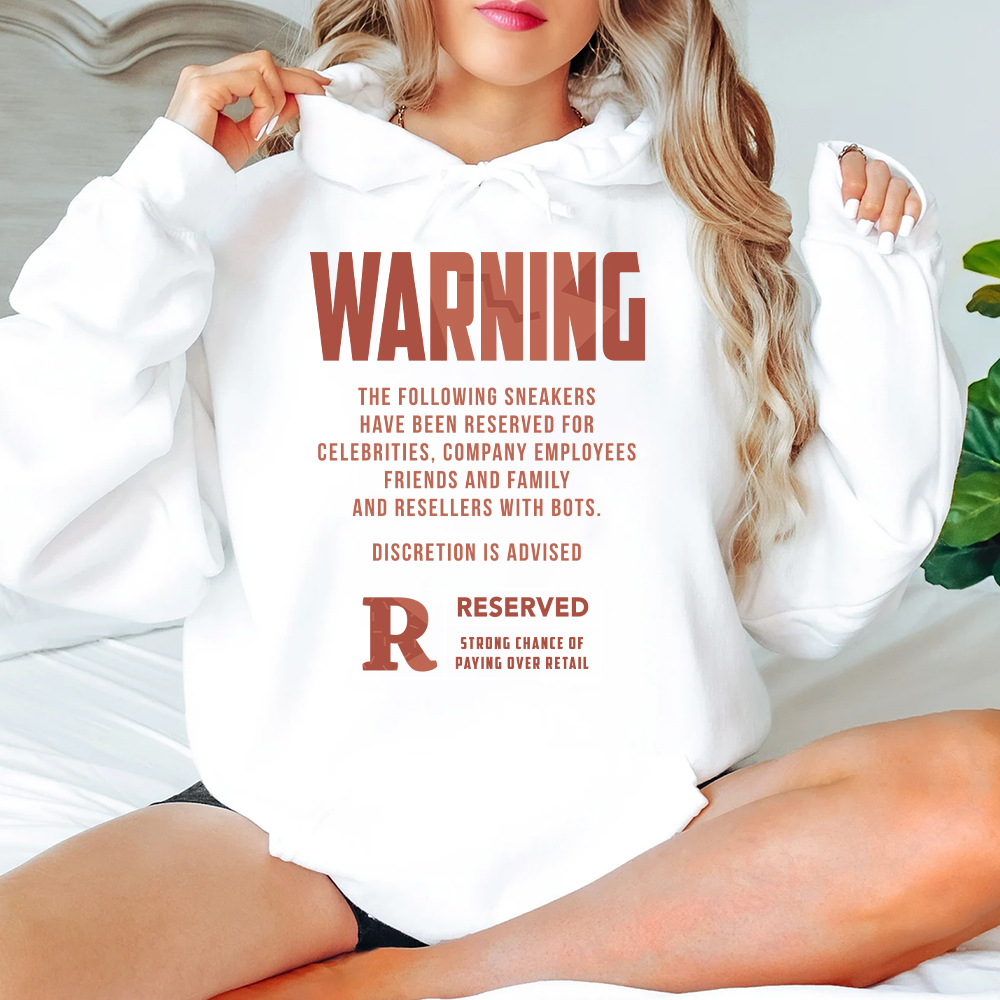 WARNING
THE FOLLOWING SNEAKERS
HAVE BEEN RESERVED FOR
CELEBRITIES, COMPANY EMPLOYEES
FRIENDS AND FAMILY
AND RESELLERS WITH BOTS.
DISCRETION IS ADVISED
R
RESERVED
STRONG CHANCE OF
PAYING OVER RETAIL